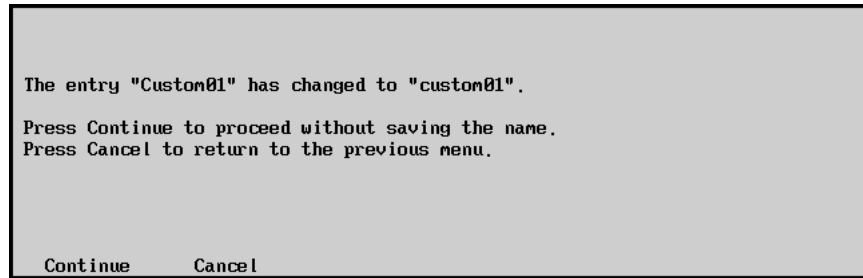 The entry "Custom01" has changed to "custom01".
Press Continue to proceed without saving the name.
Press Cancel to return to the previous menu.
Continue Cancel